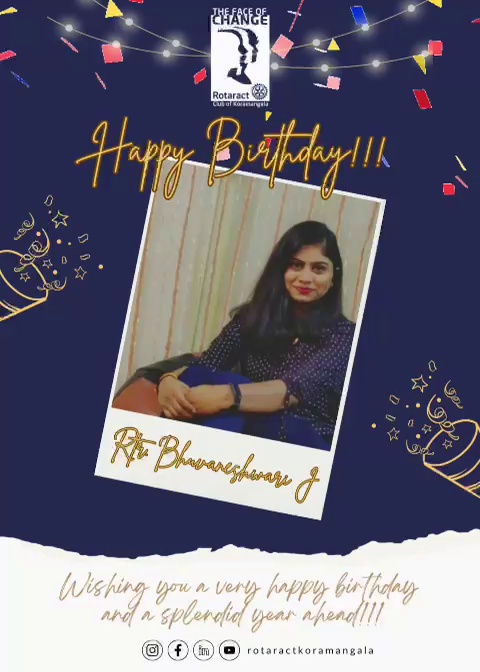 THE FACE OF
CHANGE
Rotaract
Club of Koramangala
Happy Birthday!!!
Rtr. Bhuvaneshwari J
Wishing you a very happy birthday
and a splendid year ahead!!!
in rotaractkoramangala